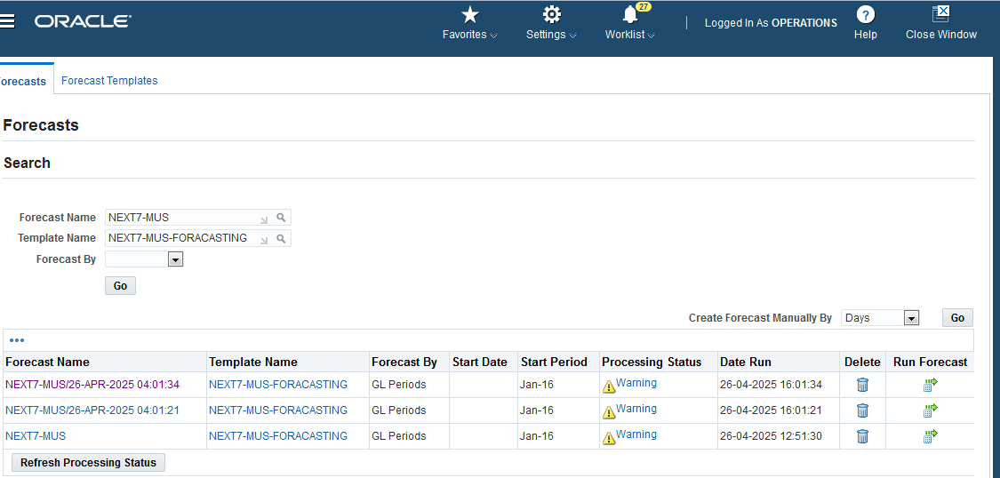 ORACLE
27
Favorites Settings Worklist Logged In As OPERATIONS Help Close Window
orecasts Forecast Templates
Forecasts
Search
Forecast Name NEXT7-MUS
Template Name NEXT7-MUS-FORACASTING
Forecast By
Go
Create Forecast Manually By Days Go
Forecast Name Template Name Forecast By Start Date Start Period Processing Status Date Run Delete Run Forecast
NEXT7-MUS/26-APR-2025 04:01:34 NEXT7-MUS-FORACASTING GL Periods Jan-16 Warning 26-04-2025 16:01:34
NEXT7-MUS/26-APR-2025 04:01:21 NEXT7-MUS-FORACASTING GL Periods Jan-16 Warning 26-04-2025 16:01:21
NEXT7-MUS NEXT7-MUS-FORACASTING GL Periods Jan-16 Warning 26-04-2025 12:51:30
Refresh Processing Status